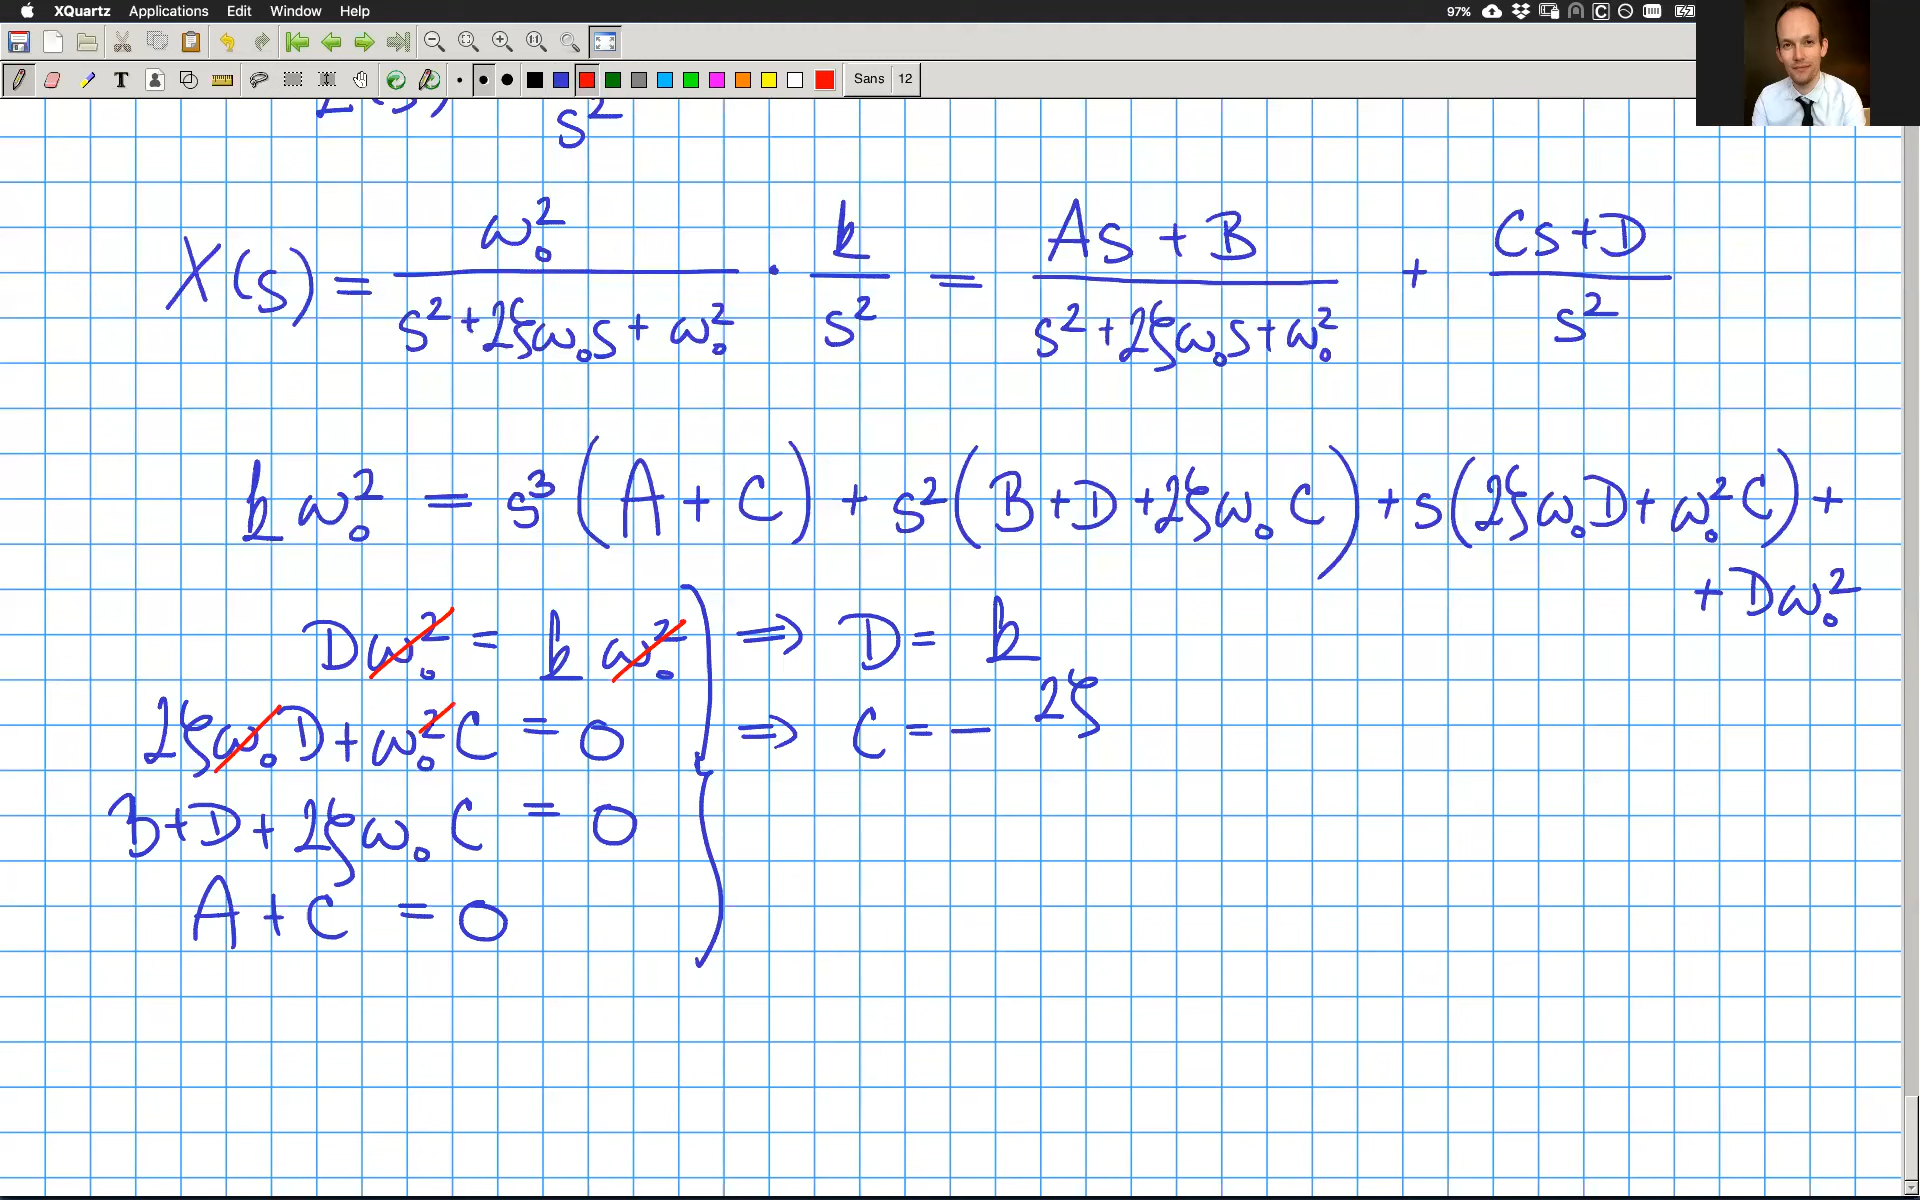 XQuartz Applications Edit Window Help 97%
Sans 12
s²
X(s) = ω₀² / (s² + 2ζω₀s + ω₀²) · k / s² = (As + B) / (s² + 2ζω₀s + ω₀²) + (Cs + D) / s²
kω₀² = s³(A + C) + s²(B + D + 2ζω₀C) + s(2ζω₀D + ω₀²C) +
+ Dω₀²
Dω₀² = kω₀² ⇒ D = k
2ζω₀D + ω₀²C = 0 ⇒ C = − 2ζ
B + D + 2ζω₀C = 0
A + C = 0